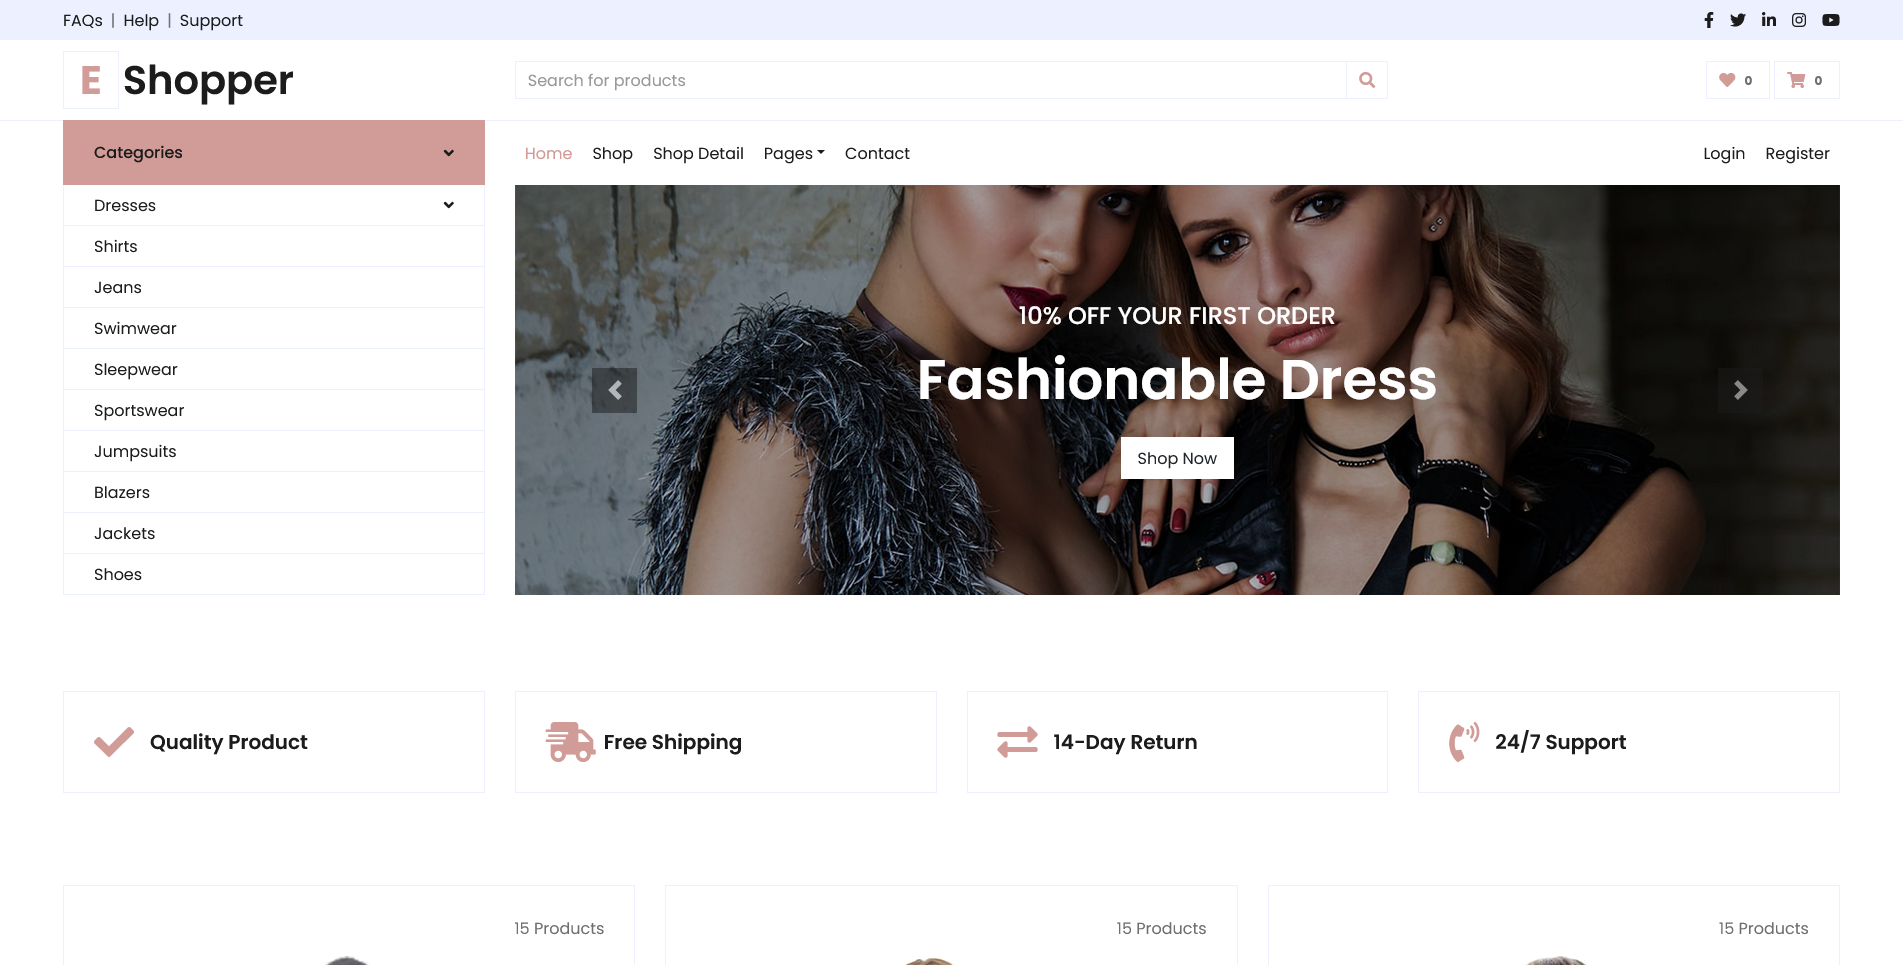 FAQs | Help | Support
E Shopper
Search for products
0
0
Categories
Home Shop Shop Detail Pages Contact Login Register
Dresses
Shirts
Jeans
Swimwear
Sleepwear
Sportswear
Jumpsuits
Blazers
Jackets
Shoes
10% OFF YOUR FIRST ORDER
Fashionable Dress
Shop Now
Quality Product
Free Shipping
14-Day Return
24/7 Support
15 Products
15 Products
15 Products